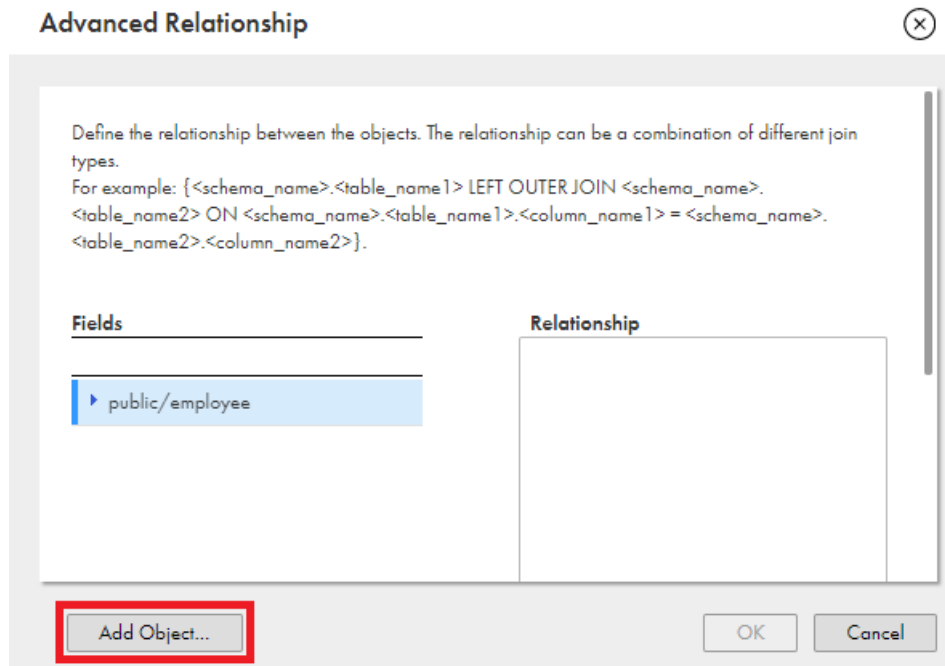 Advanced Relationship
Define the relationship between the objects. The relationship can be a combination of different join
types.
For example: {<schema_name>.<table_name1> LEFT OUTER JOIN <schema_name>.
<table_name2> ON <schema_name>.<table_name1>.<column_name1> = <schema_name>.
<table_name2>.<column_name2>}.
Fields
Relationship
public/employee
Add Object...
OK
Cancel